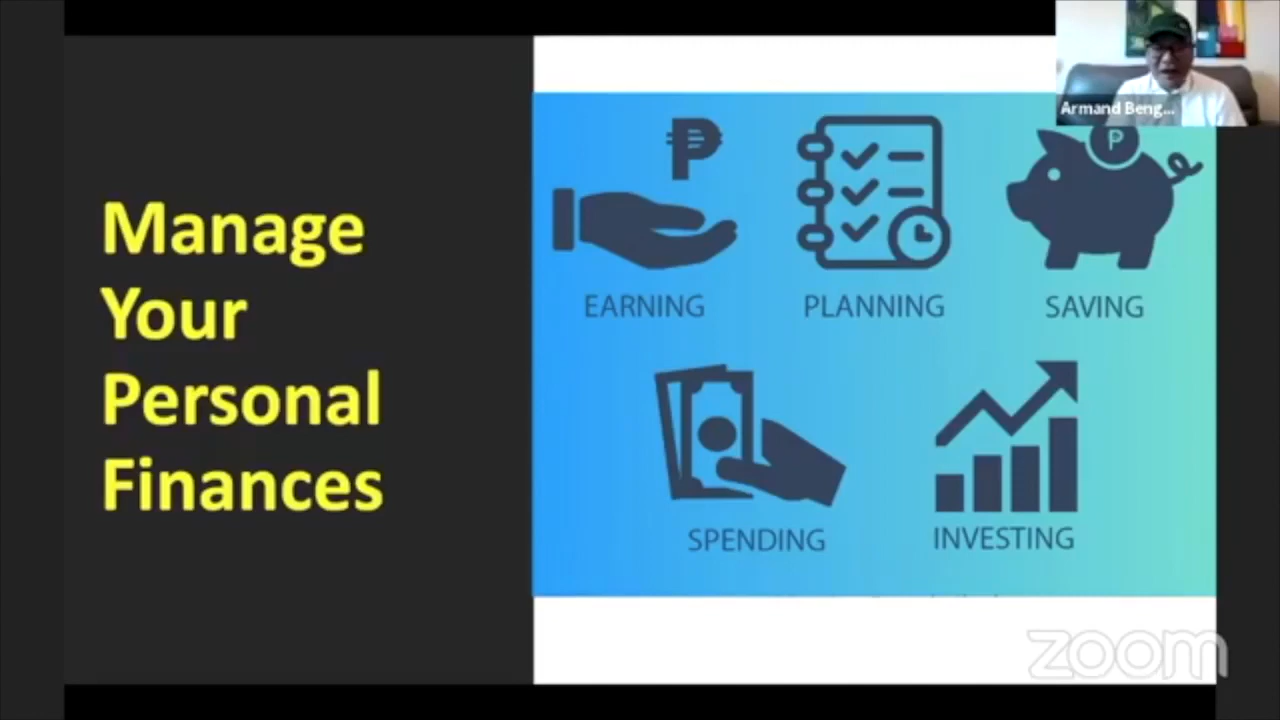 Manage
Your
Personal
Finances
₱
P
EARNING
PLANNING
SAVING
SPENDING
INVESTING
Armand Beng...
zoom